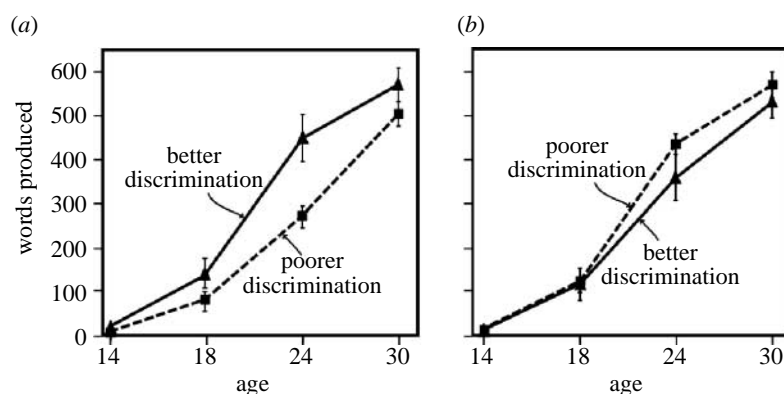 (a)
(b)
600
500
400
300
200
100
0
words produced
better
discrimination
poorer
discrimination
14 18 24 30
age
poorer
discrimination
better
discrimination
14 18 24 30
age